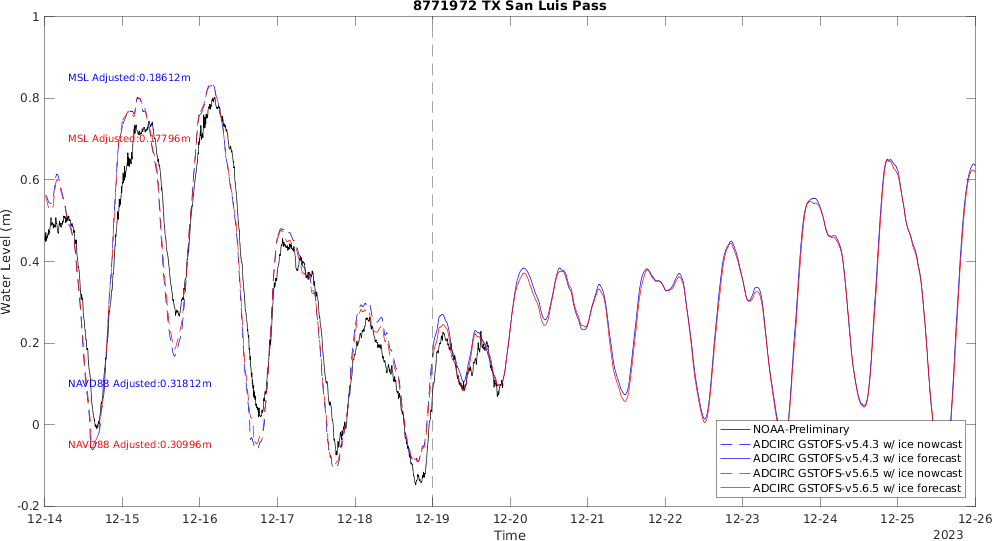 8771972 TX San Luis Pass
1
0.8
0.6
0.4
0.2
0
-0.2
Water Level (m)
MSL Adjusted:0.18612m
MSL Adjusted:0.17796m
NAVD88 Adjusted:0.31812m
NAVD88 Adjusted:0.30996m
NOAA-Preliminary
ADCIRC GSTOFS-v5.4.3 w/ ice nowcast
ADCIRC GSTOFS-v5.4.3 w/ ice forecast
ADCIRC GSTOFS-v5.6.5 w/ ice nowcast
ADCIRC GSTOFS-v5.6.5 w/ ice forecast
12-14 12-15 12-16 12-17 12-18 12-19 12-20 12-21 12-22 12-23 12-24 12-25 12-26
Time
2023